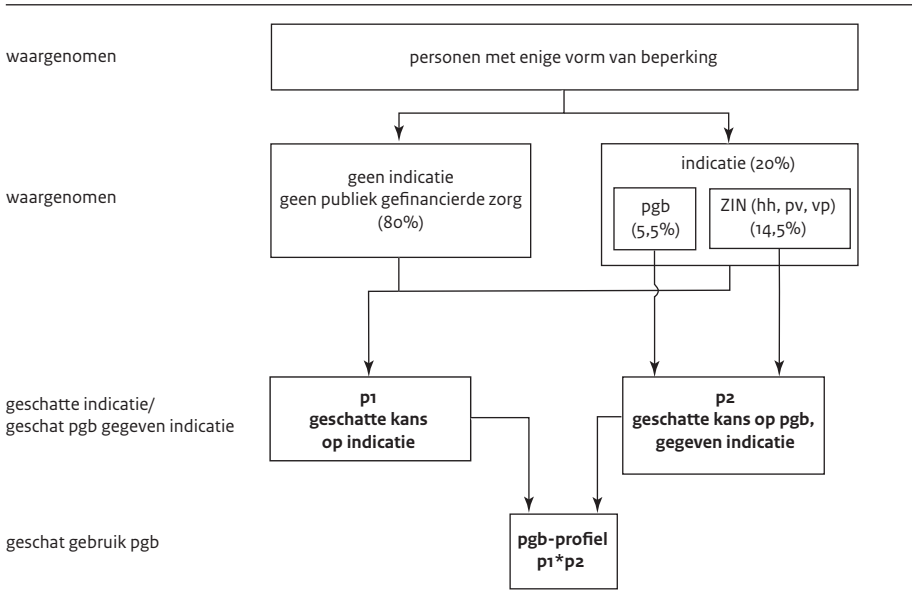 waargenomen
personen met enige vorm van beperking
waargenomen
geen indicatie
geen publiek gefinancierde zorg
(80%)
indicatie (20%)
pgb
(5,5%)
ZIN (hh, pv, vp)
(14,5%)
geschatte indicatie/
geschat pgb gegeven indicatie
p1
geschatte kans
op indicatie
p2
geschatte kans op pgb,
gegeven indicatie
geschat gebruik pgb
pgb-profiel
p1*p2